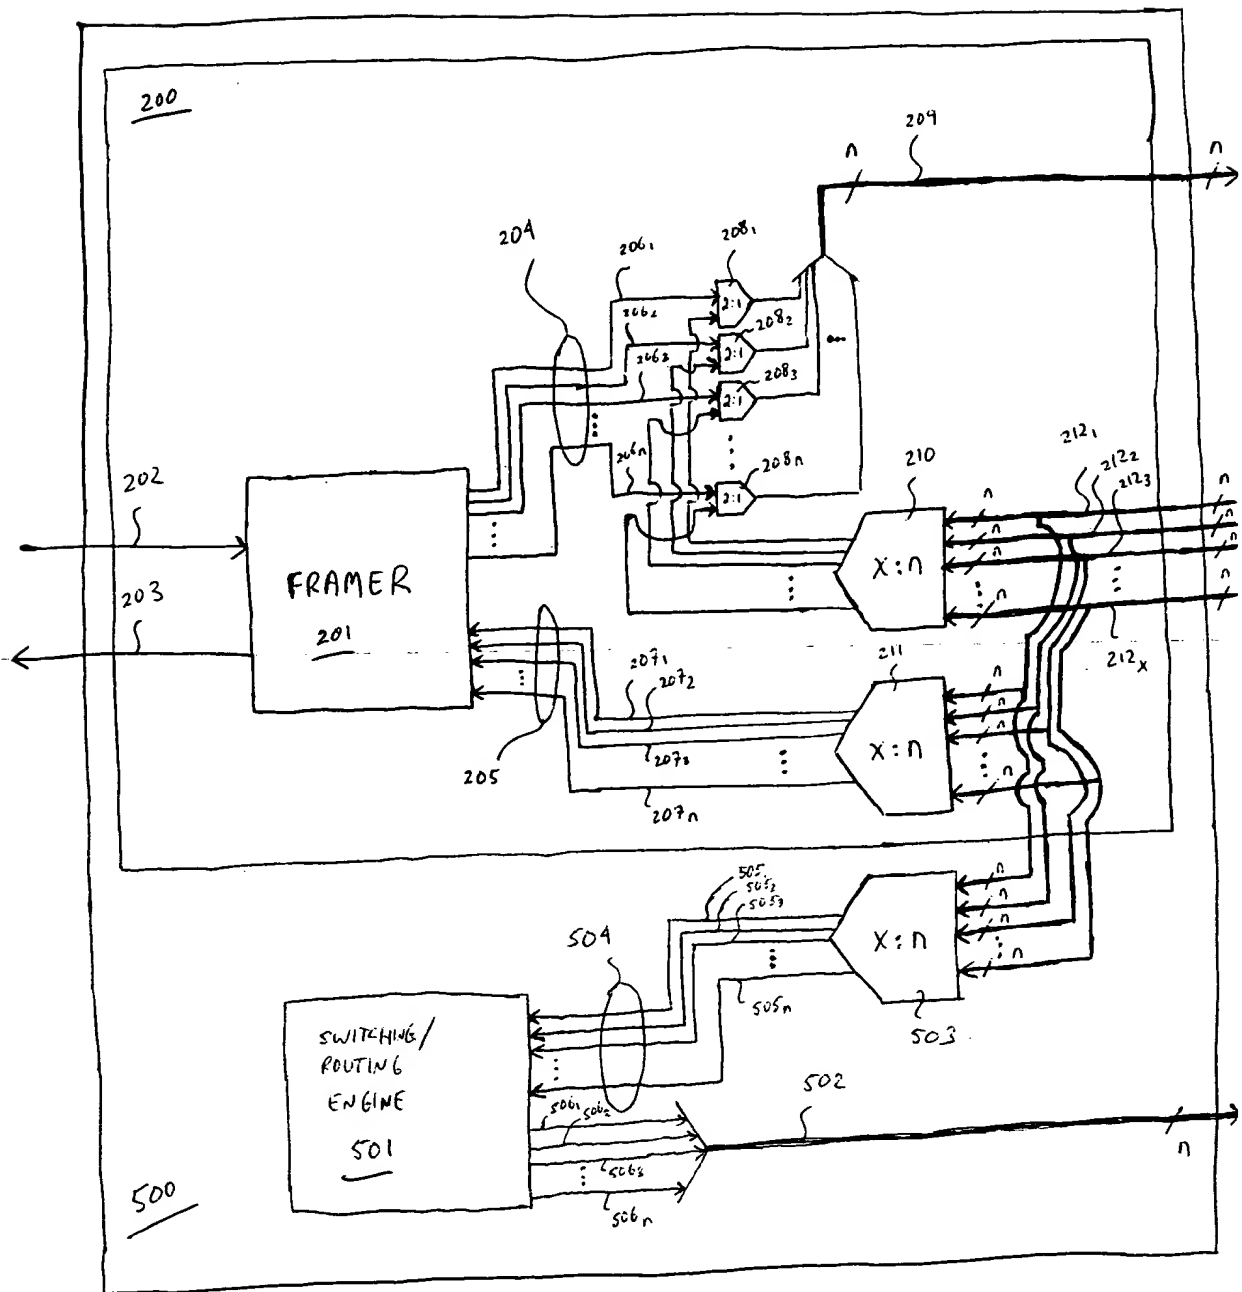 200
204
n
n
204
206₁
208₁
2:1
206₂
208₂
2:1
206₃
208₃
2:1
206n
208n
2:1
202
203
FRAMER
201
210
X:n
212₁
212₂
212₃
212x
n
n
n
n
n
n
n
n
205
207₁
207₂
207₃
207n
211
X:n
n
n
n
n
505₁
505₂
505₃
505n
504
X:n
503
n
n
n
n
SWITCHING/
ROUTING
ENGINE
501
506₁
506₂
506₃
506n
502
n
500